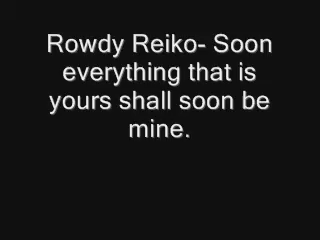 Rowdy Reiko- Soon
everything that is
yours shall soon be
mine.